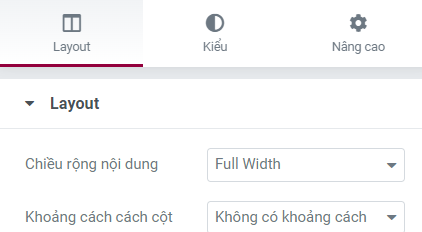 Layout Kiểu Nâng cao
Layout
Chiều rộng nội dung Full Width
Khoảng cách cách cột Không có khoảng cách